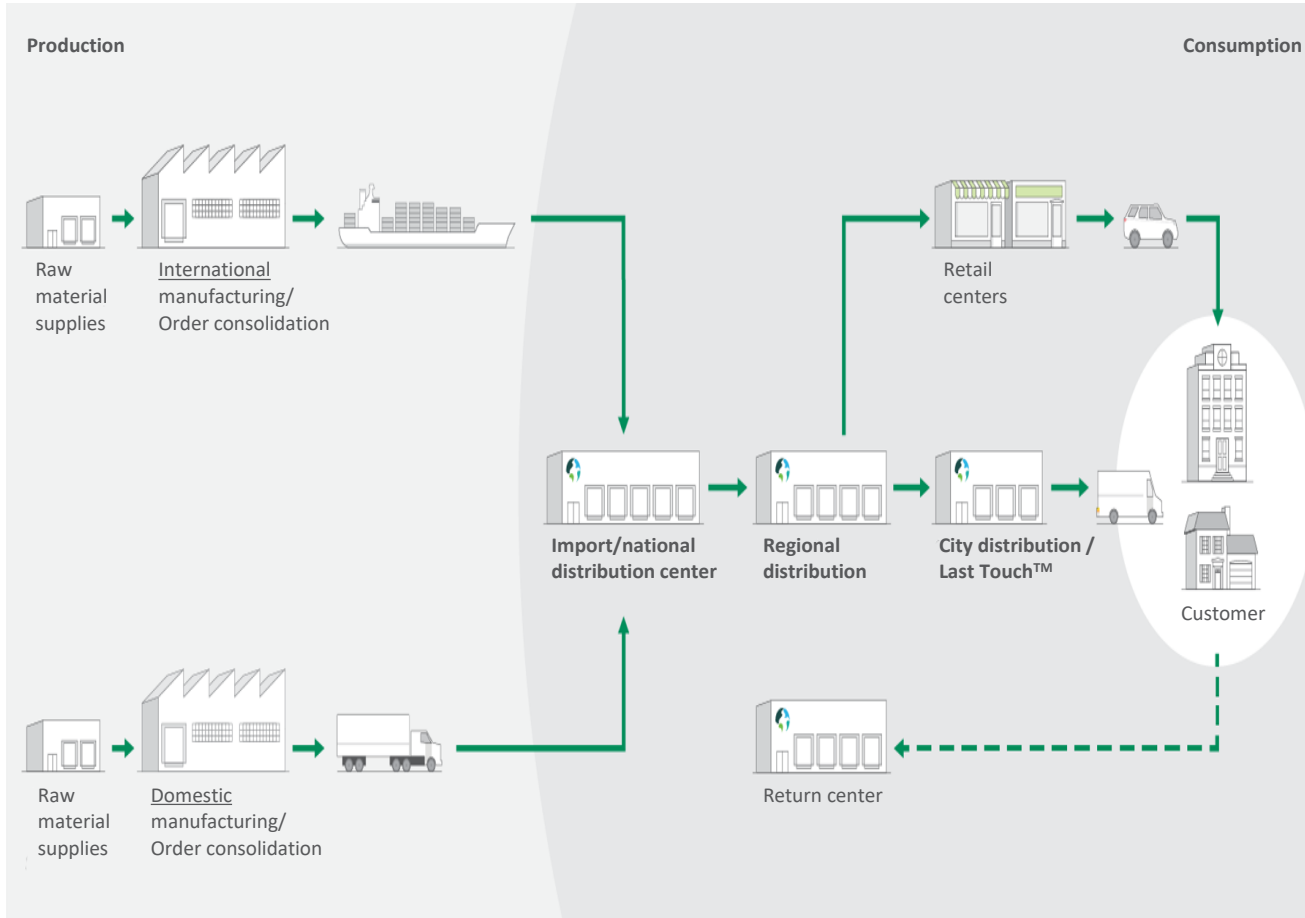 Production
Consumption
Raw
material
supplies
International
manufacturing/
Order consolidation
Retail
centers
Import/national
distribution center
Regional
distribution
City distribution /
Last Touch™
Customer
Raw
material
supplies
Domestic
manufacturing/
Order consolidation
Return center